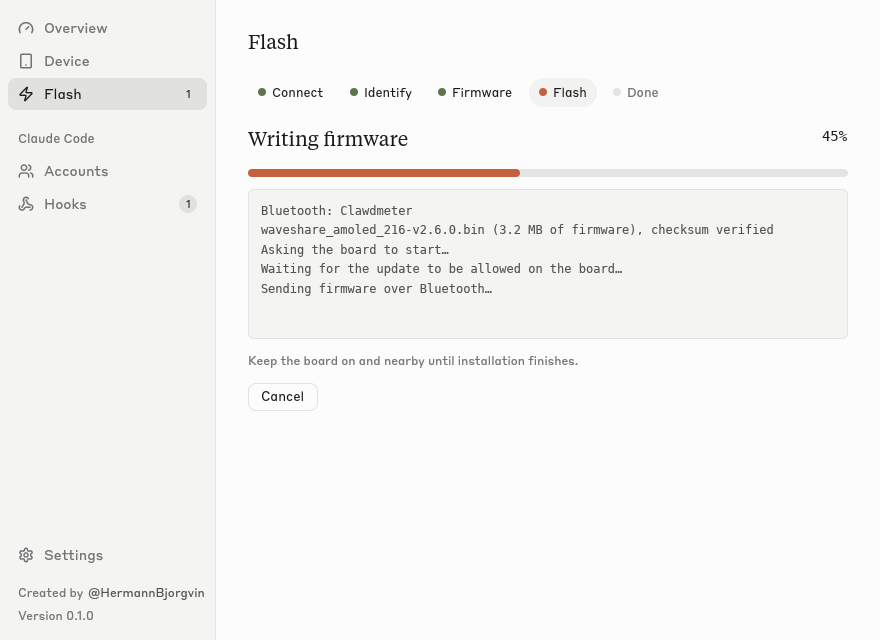 Overview
Device
Flash 1
Claude Code
Accounts
Hooks 1
Settings
Created by @HermannBjorgvin
Version 0.1.0
Flash
Connect Identify Firmware Flash Done
Writing firmware 45%
Bluetooth: Clawdmeter
waveshare_amoled_216-v2.6.0.bin (3.2 MB of firmware), checksum verified
Asking the board to start…
Waiting for the update to be allowed on the board…
Sending firmware over Bluetooth…
Keep the board on and nearby until installation finishes.
Cancel